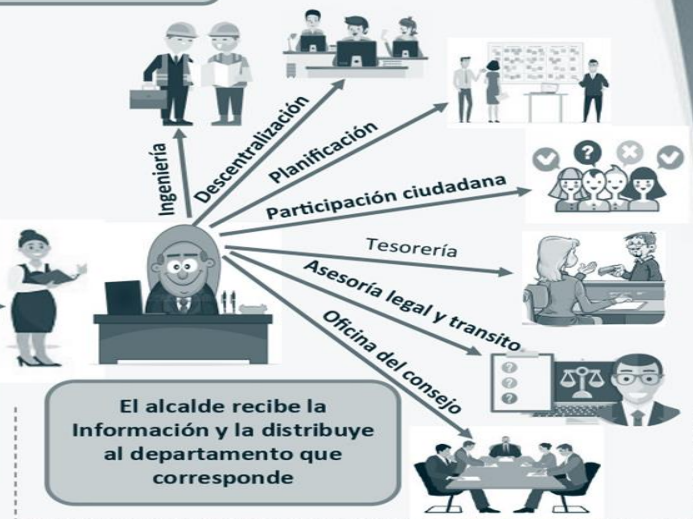 Ingeniería
Descentralización
Planificación
Participación ciudadana
Tesorería
Asesoría legal y transito
Oficina del consejo
El alcalde recibe la
Información y la distribuye
al departamento que
corresponde